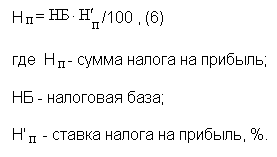 Нп = НБ · Н'п/100 , (6)
где Нп - сумма налога на прибыль;
НБ - налоговая база;
Н'п - ставка налога на прибыль, %.